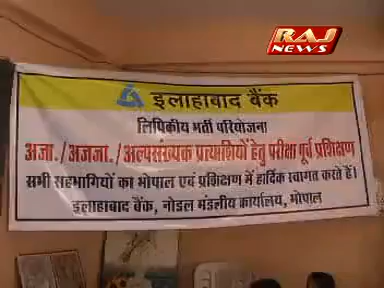 RAJ
NEWS
इलाहाबाद बैंक
लिपिकीय भर्ती परियोजना
अजा./अजजा./अल्पसंख्यक प्रत्याशियों हेतु परीक्षा पूर्व प्रशिक्षण
सभी सहभागियों का भोपाल एवं प्रशिक्षण में हार्दिक स्वागत करते हैं।
इलाहाबाद बैंक, नोडल मंडलीय कार्यालय, भोपाल